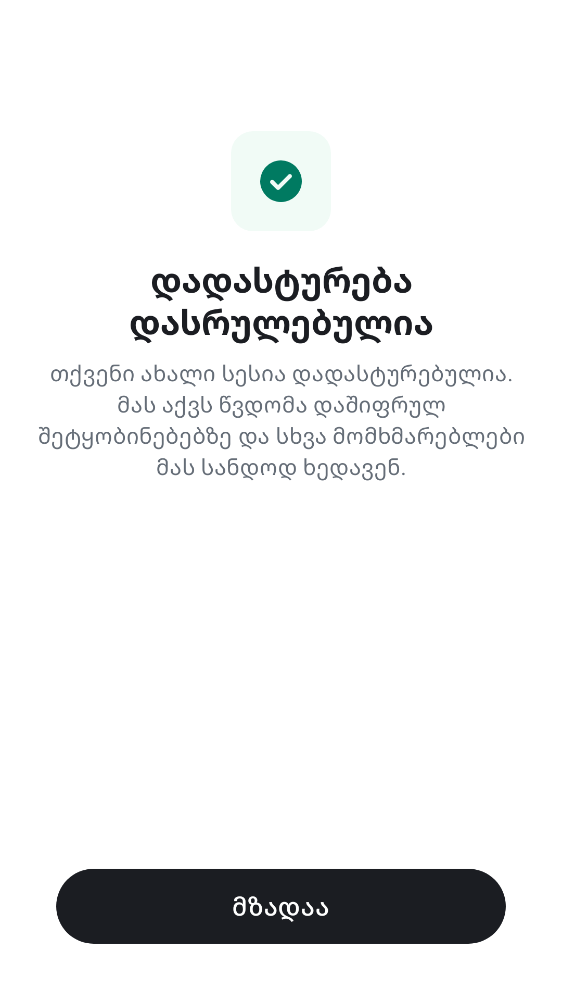 დადასტურება
დასრულებულია
თქვენი ახალი სესია დადასტურებულია.
მას აქვს წვდომა დაშიფრულ
შეტყობინებებზე და სხვა მომხმარებლები
მას სანდოდ ხედავენ.
მზადაა